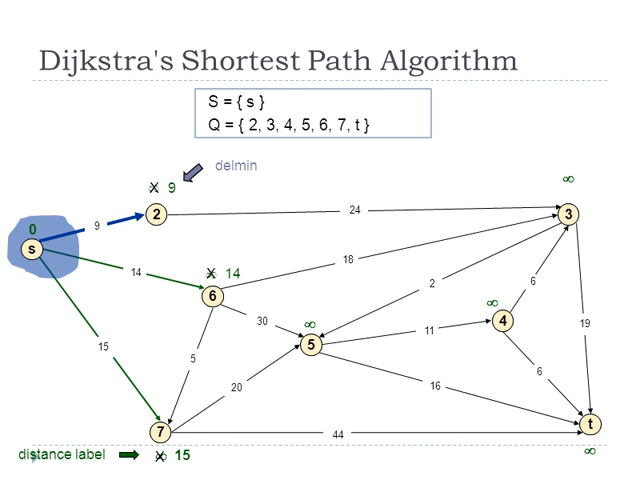 Dijkstra's Shortest Path Algorithm
S = { s }
Q = { 2, 3, 4, 5, 6, 7, t }
delmin
∞
X 9
2
24
3
0
9
s
18
X 14
14
6
2
6
∞
30
∞
4
19
5
11
15
5
6
20
16
t
7
44
distance label
X 15
∞